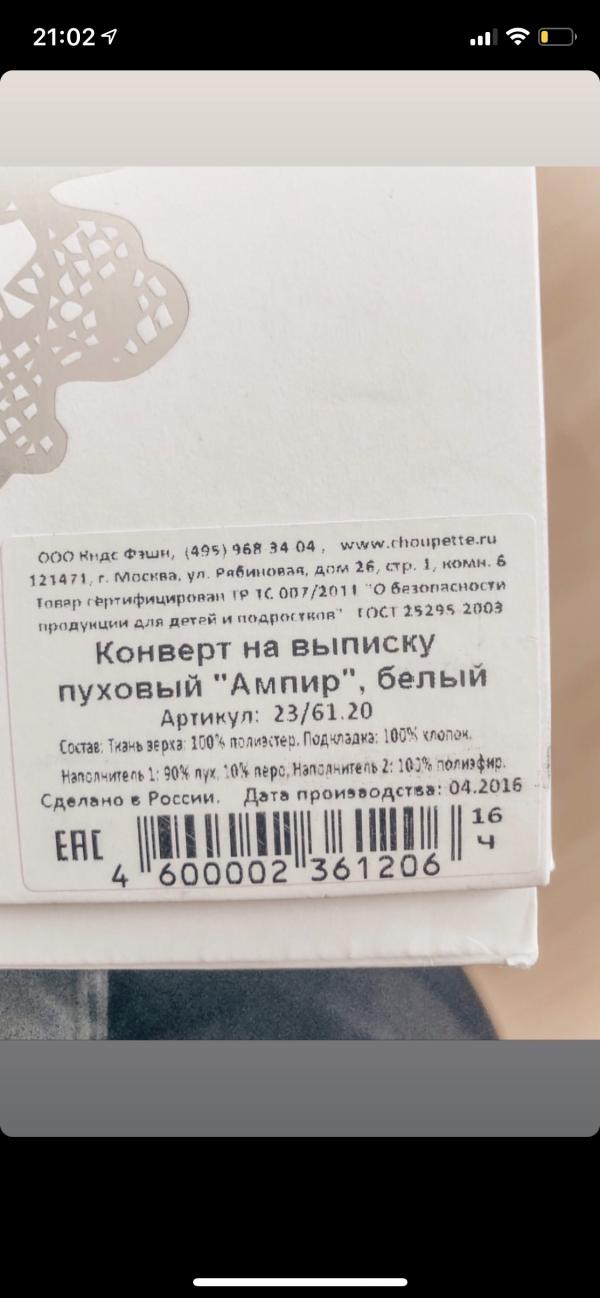 21:02
ООО Кидс Фэшн, (495) 968 34 04 , www.choupette.ru
121471, г. Москва, ул. Рябиновая, дом 26, стр. 1, комн. 6
Товар сертифицирован ТР ТС 007/2011 "О безопасности
продукции для детей и подростков" ГОСТ 25295 2003
Конверт на выписку
пуховый "Ампир", белый
Артикул: 23/61.20
Состав: Ткань верха: 100% полиэстер. Подкладка: 100% хлопок.
Наполнитель 1: 90% пух, 10% перо, Наполнитель 2: 100% полиэфир.
Сделано в России. Дата производства: 04.2016
EAC
16
Ч
4 600002 361206